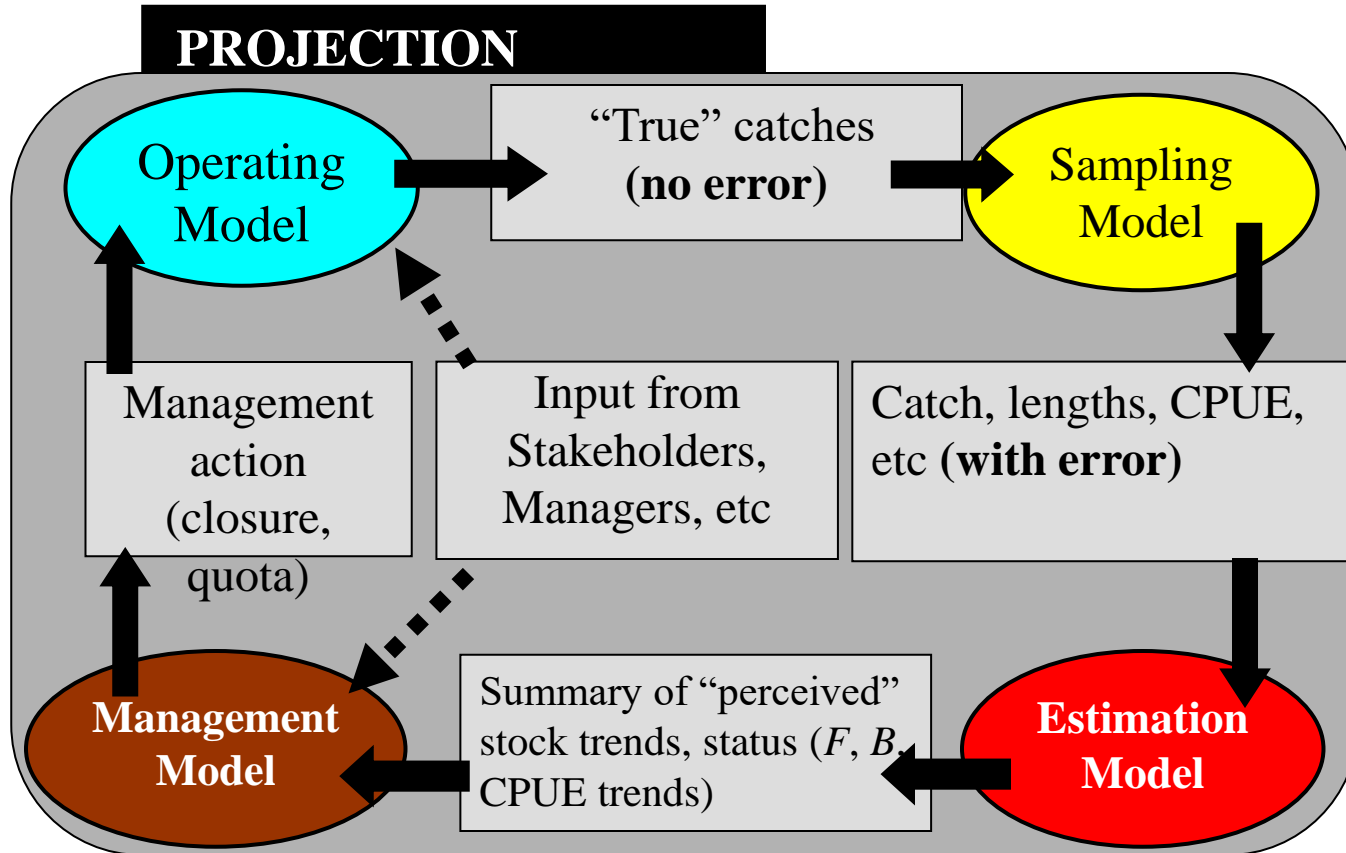 PROJECTION
Operating
Model
“True” catches
(no error)
Sampling
Model
Management
action
(closure,
quota)
Input from
Stakeholders,
Managers, etc
Catch, lengths, CPUE,
etc (with error)
Management
Model
Summary of “perceived”
stock trends, status (F, B,
CPUE trends)
Estimation
Model